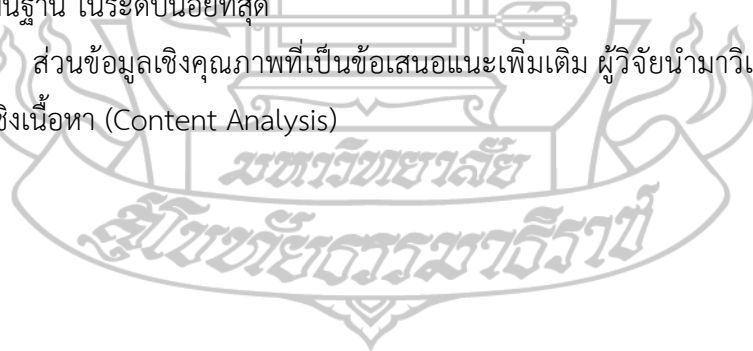 นฐาน ในระดับน้อยที่สุด
ส่วนข้อมูลเชิงคุณภาพที่เป็นข้อเสนอแนะเพิ่มเติม ผู้วิจัยนำมาวิเ
ชิงเนื้อหา (Content Analysis)
มหาวิทยาลัย
สุโขทัยธรรมาธิราช